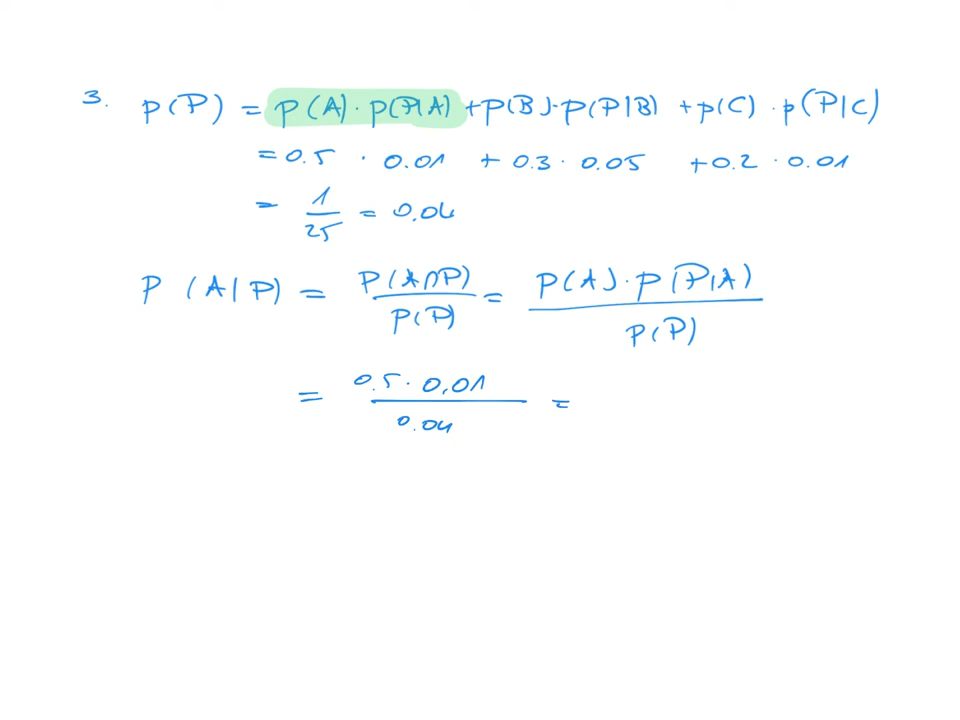 3. p(P) = p(A) · p(P|A) + p(B) · p(P|B) + p(C) · p(P|C)
= 0.5 · 0.01 + 0.3 · 0.05 + 0.2 · 0.01
= 1/25 = 0.04
P (A|P) = P(A∩P)/p(P) = p(A) · p(P|A)/p(P)
= 0.5 · 0,01/0.04 =